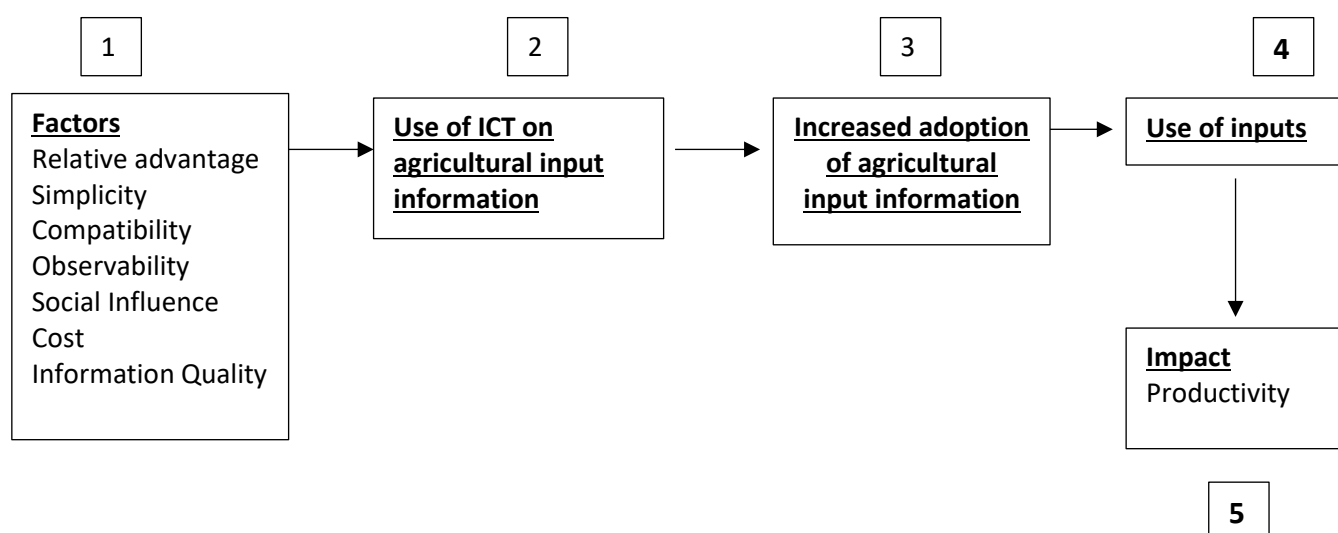 1
2
3
4
Factors
Relative advantage
Simplicity
Compatibility
Observability
Social Influence
Cost
Information Quality
Use of ICT on
agricultural input
information
Increased adoption
of agricultural
input information
Use of inputs
Impact
Productivity
5